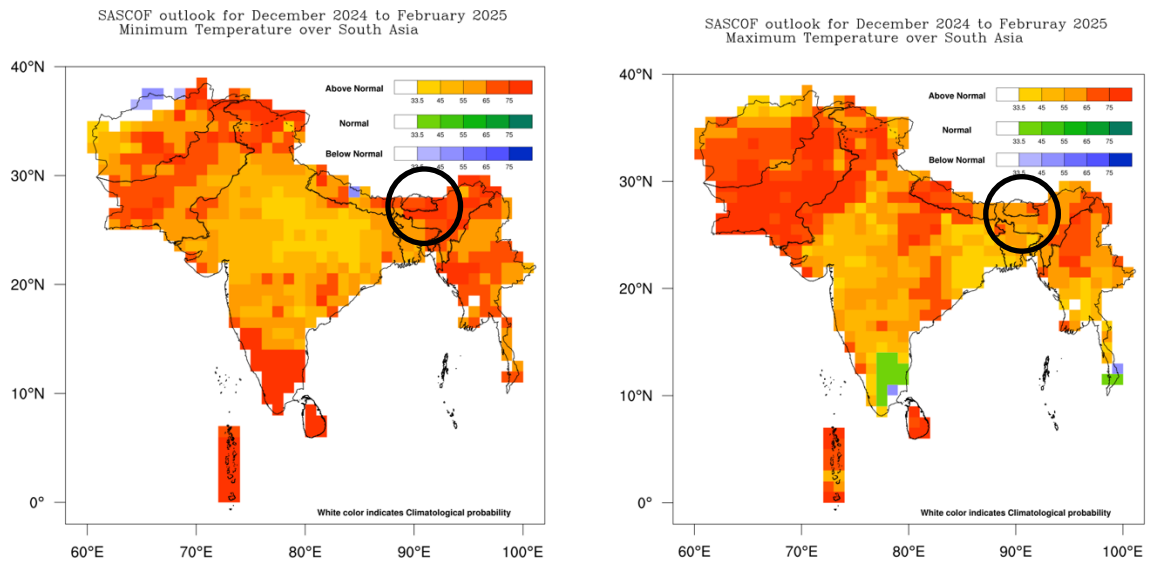 SASCOF outlook for December 2024 to February 2025
Minimum Temperature over South Asia
40°N
30°N
20°N
10°N
0°
60°E 70°E 80°E 90°E 100°E
Above Normal
33.5 45 55 65 75
Normal
33.5 45 55 65 75
Below Normal
33.5 45 55 65 75
White color indicates Climatological probability
SASCOF outlook for December 2024 to Februray 2025
Maximum Temperature over South Asia
40°N
30°N
20°N
10°N
0°
60°E 70°E 80°E 90°E 100°E
Above Normal
33.5 45 55 65 75
Normal
33.5 45 55 65 75
Below Normal
33.5 45 55 65 75
White color indicates Climatological probability